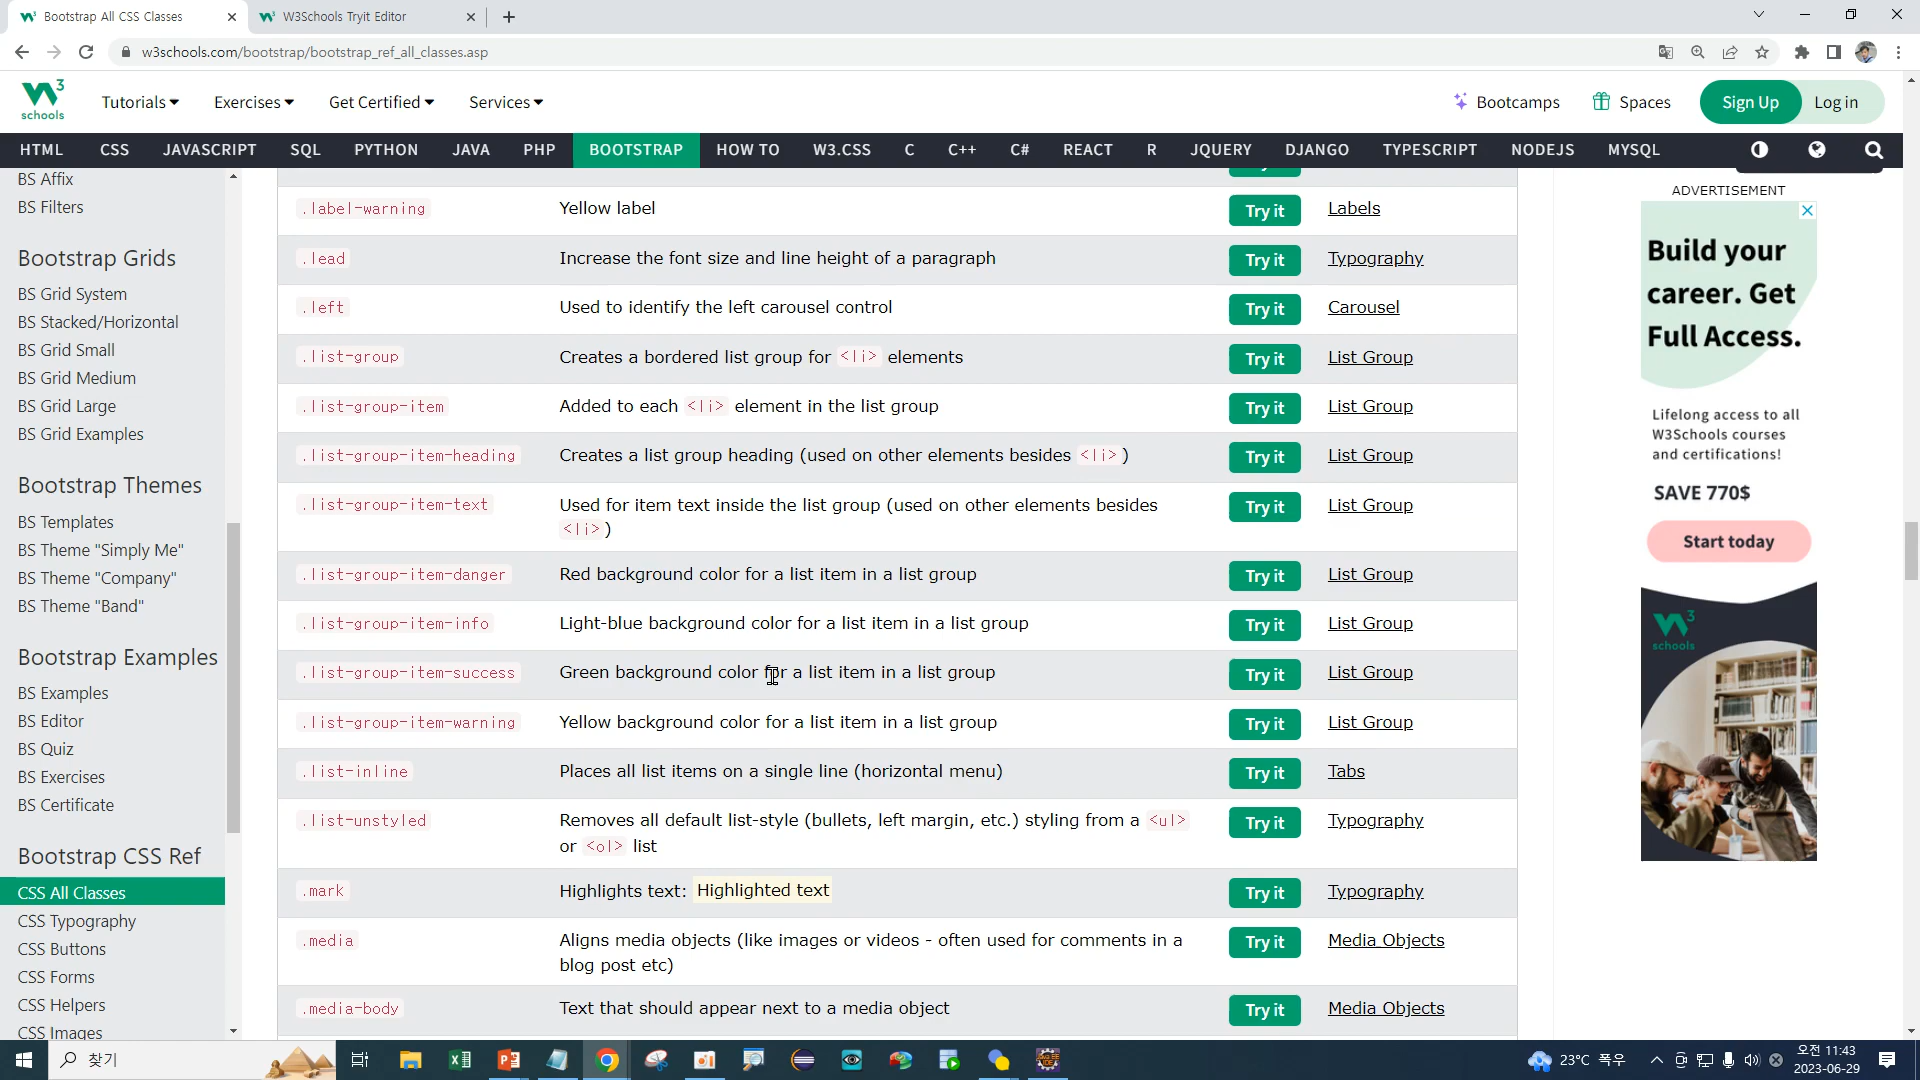 Bootstrap All CSS Classes
W3Schools Tryit Editor
w3schools.com/bootstrap/bootstrap_ref_all_classes.asp
W3
schools
Tutorials
Exercises
Get Certified
Services
Bootcamps
Spaces
Sign Up
Log in
HTML CSS JAVASCRIPT SQL PYTHON JAVA PHP BOOTSTRAP HOW TO W3.CSS C C++ C# REACT R JQUERY DJANGO TYPESCRIPT NODEJS MYSQL
BS Affix
BS Filters
Bootstrap Grids
BS Grid System
BS Stacked/Horizontal
BS Grid Small
BS Grid Medium
BS Grid Large
BS Grid Examples
Bootstrap Themes
BS Templates
BS Theme "Simply Me"
BS Theme "Company"
BS Theme "Band"
Bootstrap Examples
BS Examples
BS Editor
BS Quiz
BS Exercises
BS Certificate
Bootstrap CSS Ref
CSS All Classes
CSS Typography
CSS Buttons
CSS Forms
CSS Helpers
CSS Images
.label-warning Yellow label Try it Labels
.lead Increase the font size and line height of a paragraph Try it Typography
.left Used to identify the left carousel control Try it Carousel
.list-group Creates a bordered list group for <li> elements Try it List Group
.list-group-item Added to each <li> element in the list group Try it List Group
.list-group-item-heading Creates a list group heading (used on other elements besides <li>) Try it List Group
.list-group-item-text Used for item text inside the list group (used on other elements besides Try it List Group
<li>)
.list-group-item-danger Red background color for a list item in a list group Try it List Group
.list-group-item-info Light-blue background color for a list item in a list group Try it List Group
.list-group-item-success Green background color for a list item in a list group Try it List Group
.list-group-item-warning Yellow background color for a list item in a list group Try it List Group
.list-inline Places all list items on a single line (horizontal menu) Try it Tabs
.list-unstyled Removes all default list-style (bullets, left margin, etc.) styling from a <ul> Try it Typography
or <ol> list
.mark Highlights text: Highlighted text Try it Typography
.media Aligns media objects (like images or videos - often used for comments in a Try it Media Objects
blog post etc)
.media-body Text that should appear next to a media object Try it Media Objects
ADVERTISEMENT
Build your
career. Get
Full Access.
Lifelong access to all
W3Schools courses
and certifications!
SAVE 770$
Start today
W3
schools
찾기
23°C 폭우
오전 11:43
2023-06-29